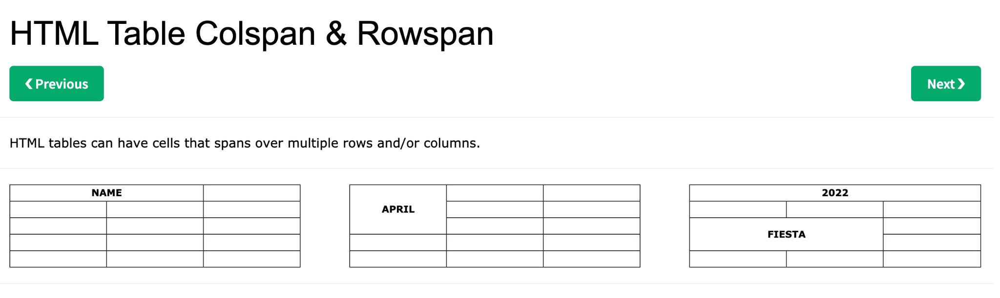 HTML Table Colspan & Rowspan
❮ Previous
Next ❯
HTML tables can have cells that spans over multiple rows and/or columns.
NAME
APRIL
2022
FIESTA